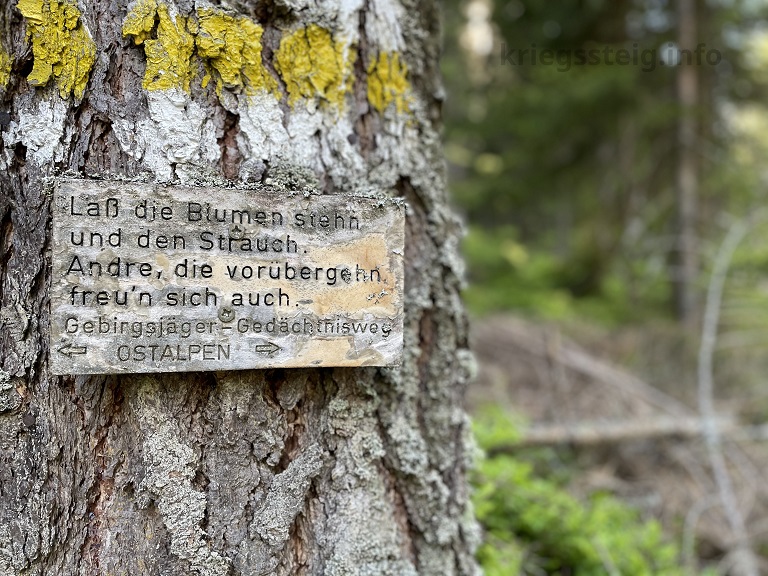 kriegssteig.info
Laß die Blumen stehn
und den Strauch.
Andre, die vorübergehn,
freu'n sich auch.
Gebirgsjäger-Gedächtnisweg
⇐ OSTALPEN ⇒